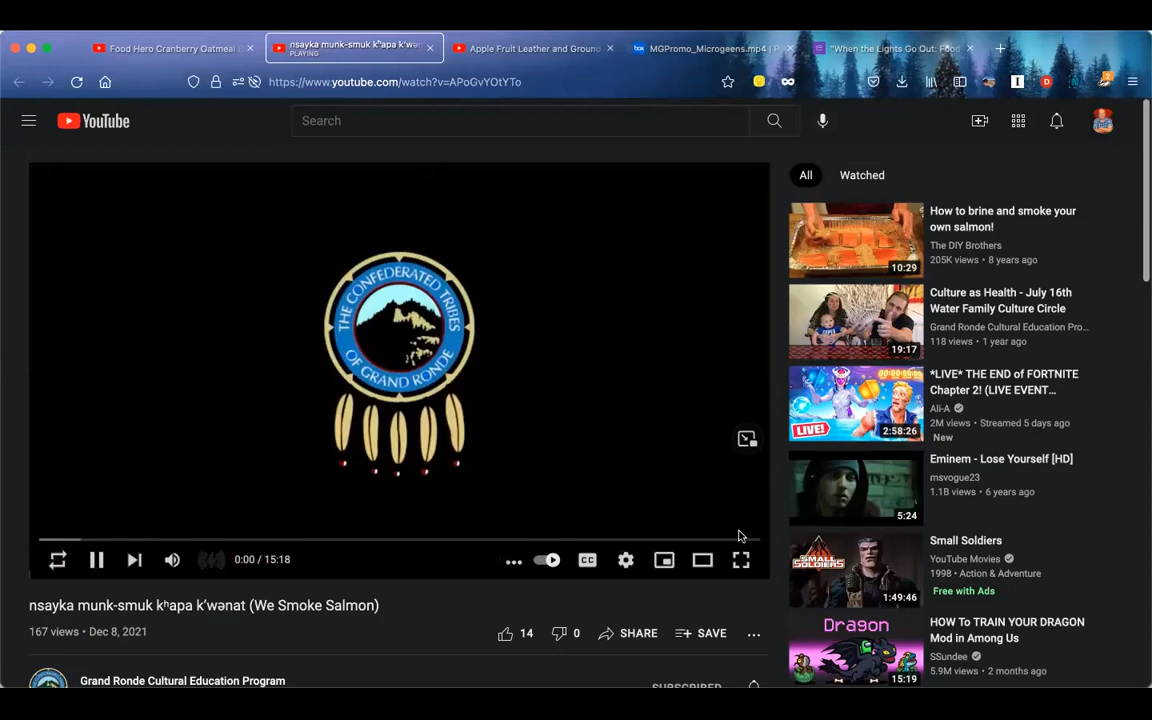 Food Hero Cranberry Oatmeal
nsayka munk-smuk kʰapa k’wən
PLAYING
Apple Fruit Leather and Ground
box MGPromo_Microgeens.mp4 | P
"When the Lights Go Out: Food
https://www.youtube.com/watch?v=APoGvYOtYTo
2
YouTube
Search
THE CONFEDERATED TRIBES
OF GRAND RONDE
0:00 / 15:18
CC
nsayka munk-smuk kʰapa k’wənat (We Smoke Salmon)
167 views • Dec 8, 2021
14
0
SHARE
SAVE
Grand Ronde Cultural Education Program
SUBSCRIBED
All
Watched
10:29
How to brine and smoke your
own salmon!
The DIY Brothers
205K views • 8 years ago
19:17
Culture as Health - July 16th
Water Family Culture Circle
Grand Ronde Cultural Education Pro...
118 views • 1 year ago
LIVE!
2:58:26
*LIVE* THE END of FORTNITE
Chapter 2! (LIVE EVENT...
Ali-A
2M views • Streamed 5 days ago
New
5:24
Eminem - Lose Yourself [HD]
msvogue23
1.1B views • 6 years ago
SMALL
SOLDIERS
1:49:46
Small Soldiers
YouTube Movies
1998 • Action & Adventure
Free with Ads
Dragon
15:19
HOW To TRAIN YOUR DRAGON
Mod in Among Us
SSundee
5.9M views • 2 months ago